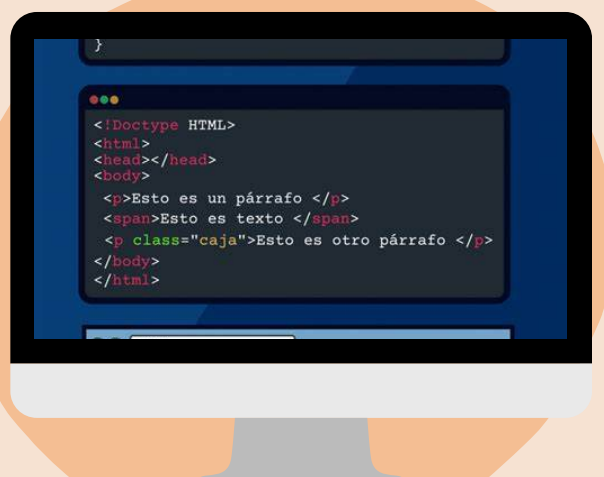 }
<!Doctype HTML>
<html>
<head></head>
<body>
<p>Esto es un párrafo </p>
<span>Esto es texto </span>
<p class="caja">Esto es otro párrafo </p>
</body>
</html>